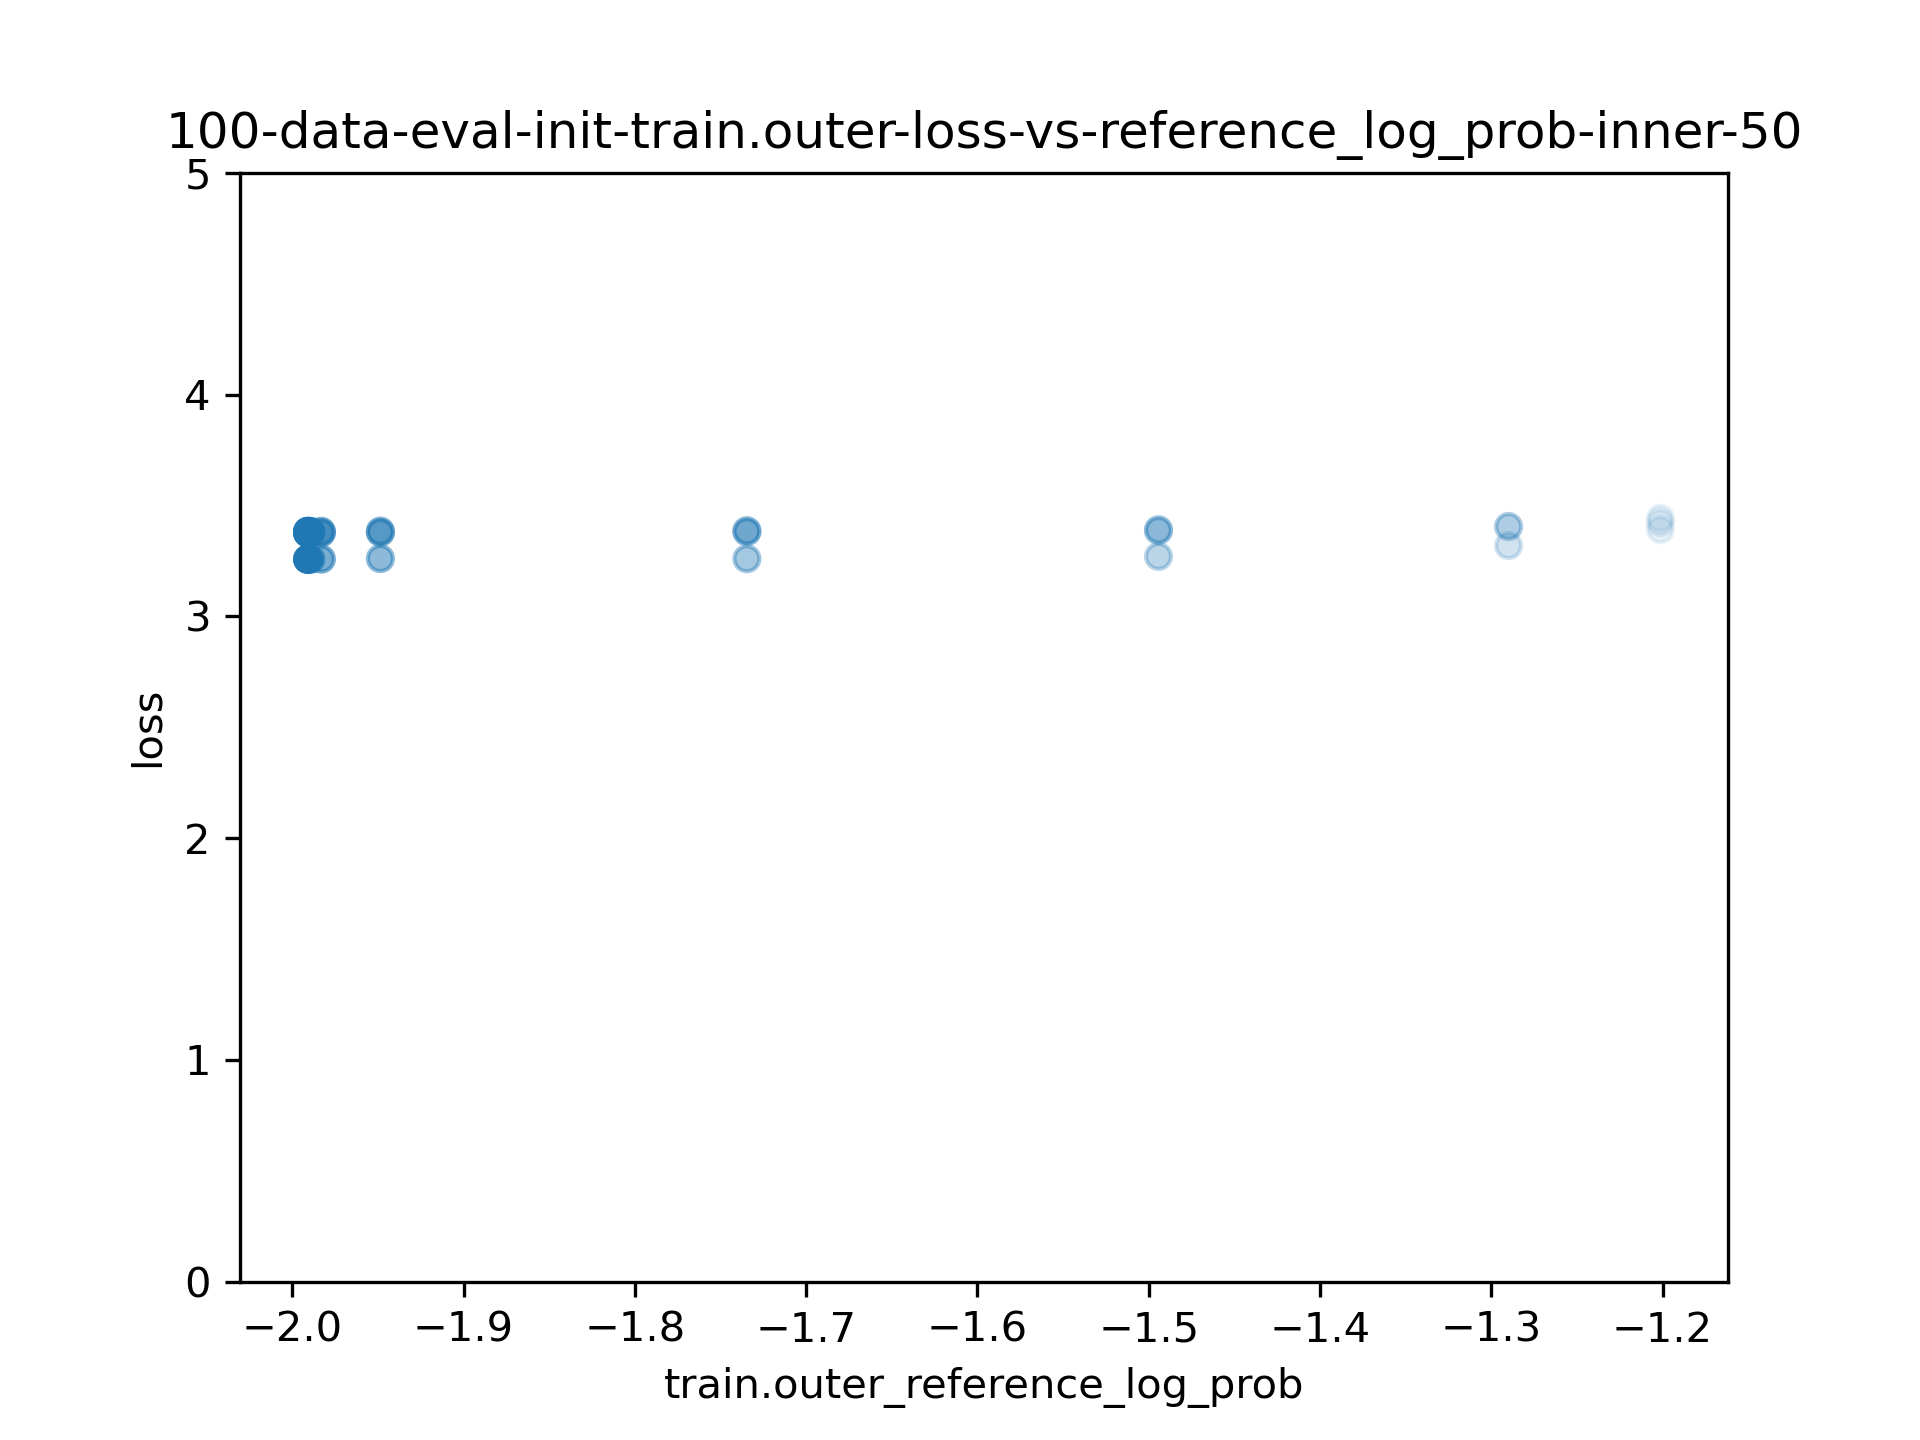 100-data-eval-init-train.outer-loss-vs-reference_log_prob-inner-50
5
4
3
2
1
0
loss
−2.0 −1.9 −1.8 −1.7 −1.6 −1.5 −1.4 −1.3 −1.2
train.outer_reference_log_prob